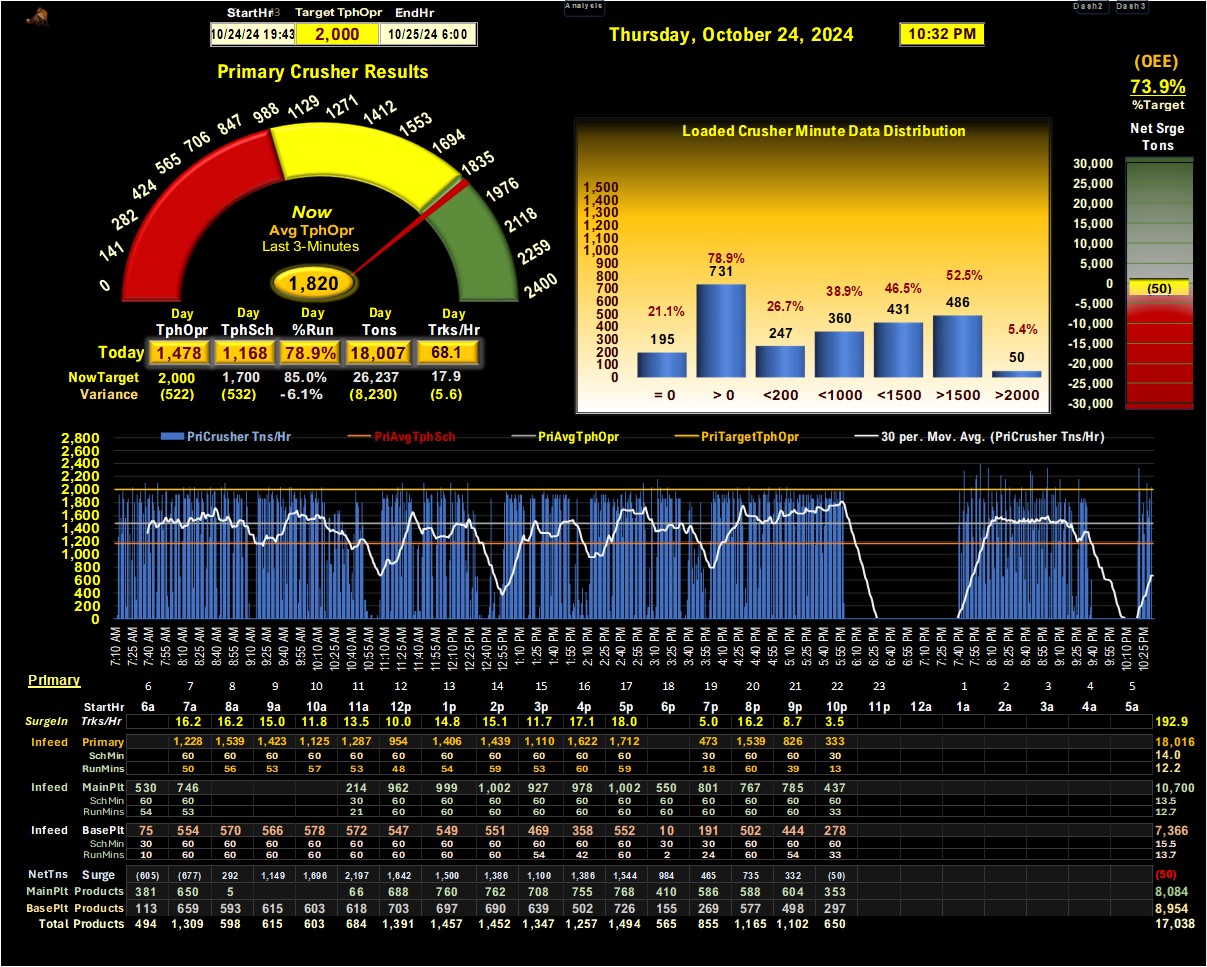 Analysis
Dash2 Dash3
StartHr Target TphOpr EndHr
10/24/24 19:43 2,000 10/25/24 6:00
Thursday, October 24, 2024 10:32 PM
(OEE)
73.9%
%Target
Primary Crusher Results
0 141 282 424 565 706 847 988 1129 1271 1412 1553 1694 1835 1976 2118 2259 2400
Now
Avg TphOpr
Last 3-Minutes
1,820
Day Day Day Day Day
TphOpr TphSch %Run Tons Trks/Hr
Today 1,478 1,168 78.9% 18,007 68.1
NowTarget 2,000 1,700 85.0% 26,237 17.9
Variance (522) (532) -6.1% (8,230) (5.6)
Loaded Crusher Minute Data Distribution
1,500
1,400
1,300
1,200
1,100
1,000
900
800
700
600
500
400
300
200
100
0
21.1% 78.9% 26.7% 38.9% 46.5% 52.5% 5.4%
195 731 247 360 431 486 50
= 0 > 0 <200 <1000 <1500 >1500 >2000
Net Srge
Tons
30,000
25,000
20,000
15,000
10,000
5,000
0
-5,000
-10,000
-15,000
-20,000
-25,000
-30,000
(50)
PriCrusher Tns/Hr PriAvgTphSch PriAvgTphOpr PriTargetTphOpr 30 per. Mov. Avg. (PriCrusher Tns/Hr)
2,800
2,600
2,400
2,200
2,000
1,800
1,600
1,400
1,200
1,000
800
600
400
200
0
7:10 AM 7:25 AM 7:40 AM 7:55 AM 8:10 AM 8:25 AM 8:40 AM 8:55 AM 9:10 AM 9:25 AM 9:40 AM 9:55 AM 10:10 AM 10:25 AM 10:40 AM 10:55 AM 11:10 AM 11:25 AM 11:40 AM 11:55 AM 12:10 PM 12:25 PM 12:40 PM 12:55 PM 1:10 PM 1:25 PM 1:40 PM 1:55 PM 2:10 PM 2:25 PM 2:40 PM 2:55 PM 3:10 PM 3:25 PM 3:40 PM 3:55 PM 4:10 PM 4:25 PM 4:40 PM 4:55 PM 5:10 PM 5:25 PM 5:40 PM 5:55 PM 6:10 PM 6:25 PM 6:40 PM 6:55 PM 7:10 PM 7:25 PM 7:40 PM 7:55 PM 8:10 PM 8:25 PM 8:40 PM 8:55 PM 9:10 PM 9:25 PM 9:40 PM 9:55 PM 10:10 PM 10:25 PM
Primary 6 7 8 9 10 11 12 13 14 15 16 17 18 19 20 21 22 23 1 2 3 4 5
StartHr 6a 7a 8a 9a 10a 11a 12p 1p 2p 3p 4p 5p 6p 7p 8p 9p 10p 11p 12a 1a 2a 3a 4a 5a
SurgeIn Trks/Hr 16.2 16.2 15.0 11.8 13.5 10.0 14.8 15.1 11.7 17.1 18.0 5.0 16.2 8.7 3.5 192.9
Infeed Primary 1,228 1,539 1,423 1,125 1,287 954 1,406 1,439 1,110 1,622 1,712 473 1,539 826 333 18,016
SchMin 60 60 60 60 60 60 60 60 60 60 60 30 60 60 30 14.0
RunMins 50 56 53 57 53 48 54 59 53 60 59 18 60 39 13 12.2
Infeed MainPlt 530 746 214 962 999 1,002 927 978 1,002 550 801 767 785 437 10,700
SchMin 60 60 30 60 60 60 60 60 60 60 60 60 60 60 13.5
RunMins 54 53 21 60 60 60 60 60 60 60 60 60 60 33 12.7
Infeed BasePlt 75 554 570 566 578 572 547 549 551 469 358 552 10 191 502 444 278 7,366
SchMin 30 60 60 60 60 60 60 60 60 60 60 60 30 30 60 60 60 15.5
RunMins 10 60 60 60 60 60 60 60 60 54 42 60 2 24 60 54 33 13.7
NetTns Surge (605) (677) 292 1,149 1,696 2,197 1,642 1,500 1,386 1,100 1,386 1,544 984 465 735 332 (50) (50)
MainPlt Products 381 650 5 66 688 760 762 708 755 768 410 586 588 604 353 8,084
BasePlt Products 113 659 593 615 603 618 703 697 690 639 502 726 155 269 577 498 297 8,954
Total Products 494 1,309 598 615 603 684 1,391 1,457 1,452 1,347 1,257 1,494 565 855 1,165 1,102 650 17,038